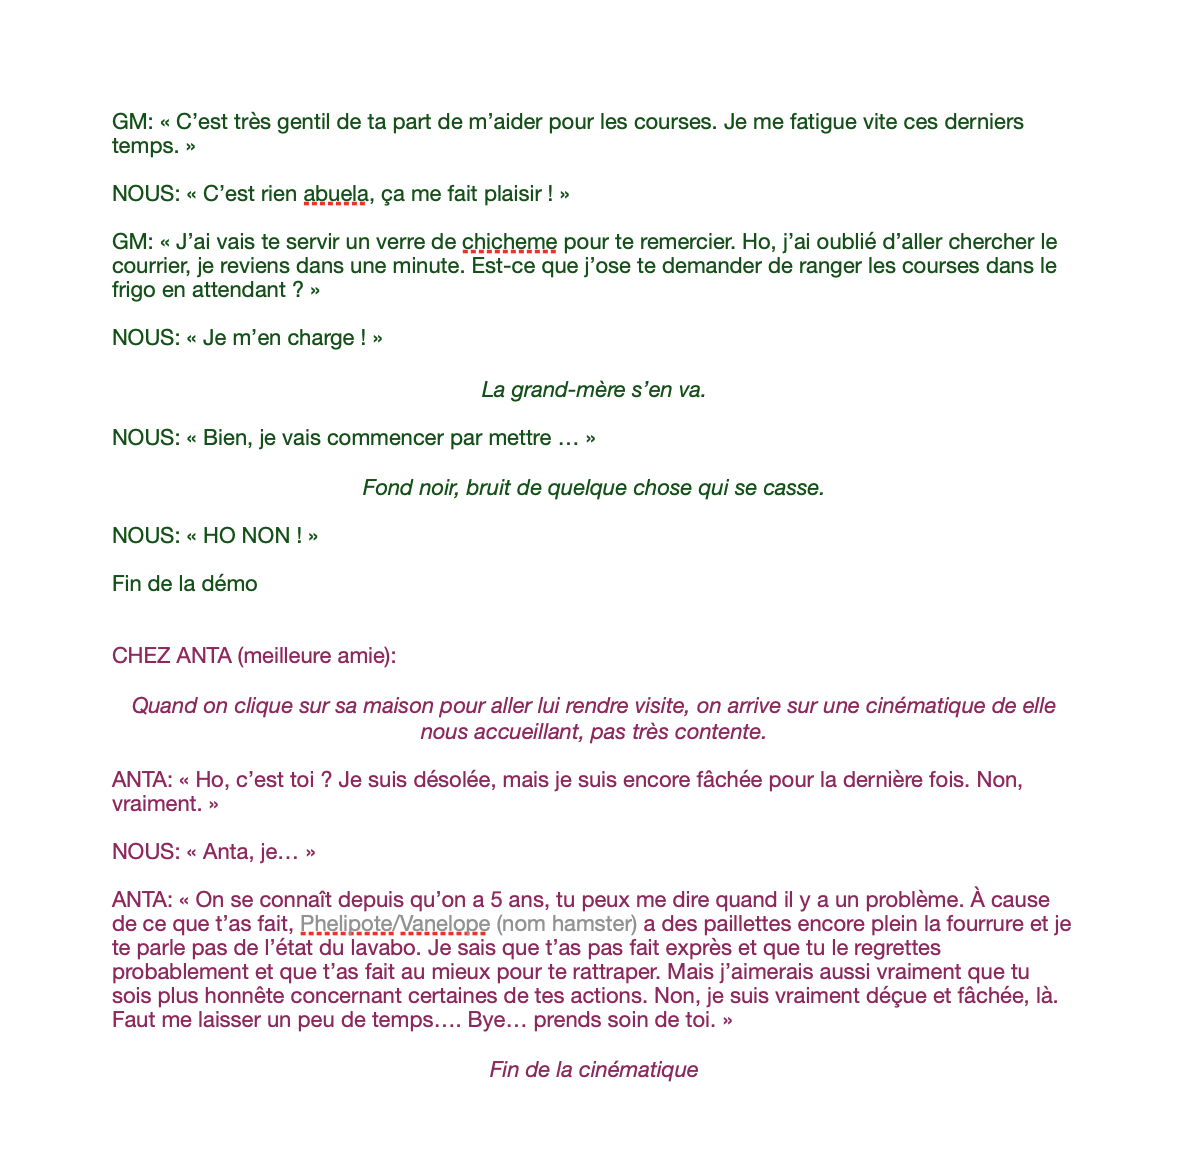 GM: « C’est très gentil de ta part de m’aider pour les courses. Je me fatigue vite ces derniers
temps. »
NOUS: « C’est rien abuela, ça me fait plaisir ! »
GM: « J’ai vais te servir un verre de chicheme pour te remercier. Ho, j’ai oublié d’aller chercher le
courrier, je reviens dans une minute. Est-ce que j’ose te demander de ranger les courses dans le
frigo en attendant ? »
NOUS: « Je m’en charge ! »
La grand-mère s’en va.
NOUS: « Bien, je vais commencer par mettre … »
Fond noir, bruit de quelque chose qui se casse.
NOUS: « HO NON ! »
Fin de la démo
CHEZ ANTA (meilleure amie):
Quand on clique sur sa maison pour aller lui rendre visite, on arrive sur une cinématique de elle
nous accueillant, pas très contente.
ANTA: « Ho, c’est toi ? Je suis désolée, mais je suis encore fâchée pour la dernière fois. Non,
vraiment. »
NOUS: « Anta, je… »
ANTA: « On se connaît depuis qu’on a 5 ans, tu peux me dire quand il y a un problème. À cause
de ce que t’as fait, Phelipote/Vanelope (nom hamster) a des paillettes encore plein la fourrure et je
te parle pas de l’état du lavabo. Je sais que t’as pas fait exprès et que tu le regrettes
probablement et que t’as fait au mieux pour te rattraper. Mais j’aimerais aussi vraiment que tu
sois plus honnête concernant certaines de tes actions. Non, je suis vraiment déçue et fâchée, là.
Faut me laisser un peu de temps…. Bye… prends soin de toi. »
Fin de la cinématique